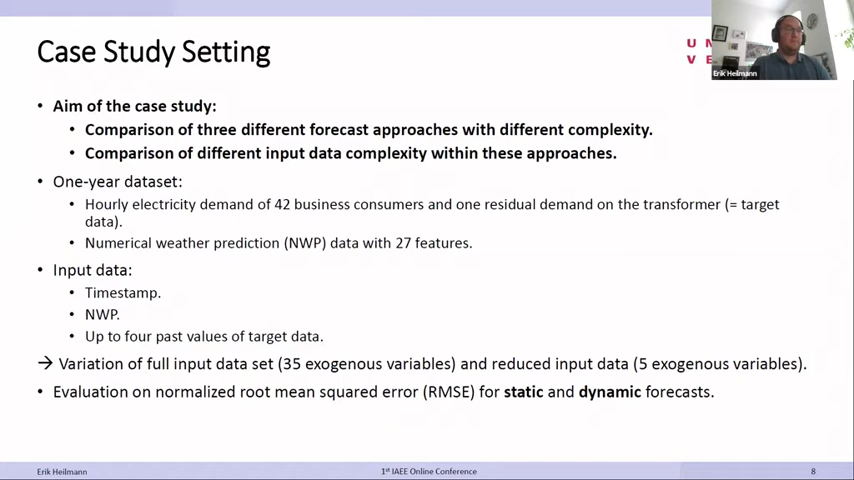 8
Case Study Setting
U N
V E
Erik Heilmann
• Aim of the case study:
• Comparison of three different forecast approaches with different complexity.
• Comparison of different input data complexity within these approaches.
• One-year dataset:
• Hourly electricity demand of 42 business consumers and one residual demand on the transformer (= target
data).
• Numerical weather prediction (NWP) data with 27 features.
• Input data:
• Timestamp.
• NWP.
• Up to four past values of target data.
→ Variation of full input data set (35 exogenous variables) and reduced input data (5 exogenous variables).
• Evaluation on normalized root mean squared error (RMSE) for static and dynamic forecasts.
Erik Heilmann
1st IAEE Online Conference
8